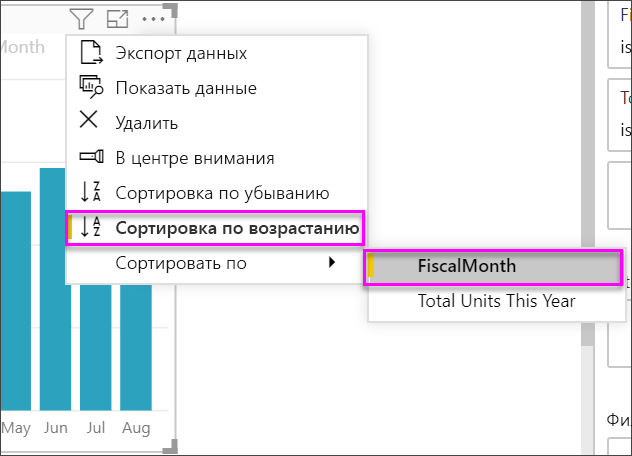 Month
Экспорт данных
Показать данные
Удалить
В центре внимания
Сортировка по убыванию
Сортировка по возрастанию
Сортировать по
FiscalMonth
Total Units This Year
May Jun Jul Aug
Fi
is
To
is
Фи